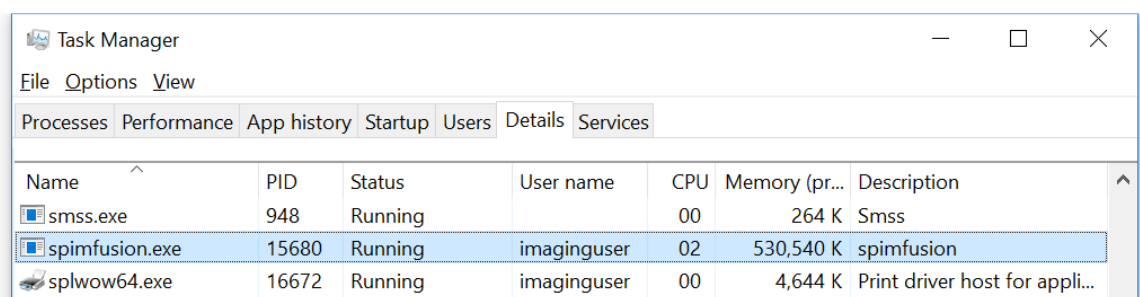 Task Manager
File Options View
Processes Performance App history Startup Users Details Services
Name PID Status User name CPU Memory (pr... Description
smss.exe 948 Running 00 264 K Smss
spimfusion.exe 15680 Running imaginguser 02 530,540 K spimfusion
splwow64.exe 16672 Running imaginguser 00 4,644 K Print driver host for appli...